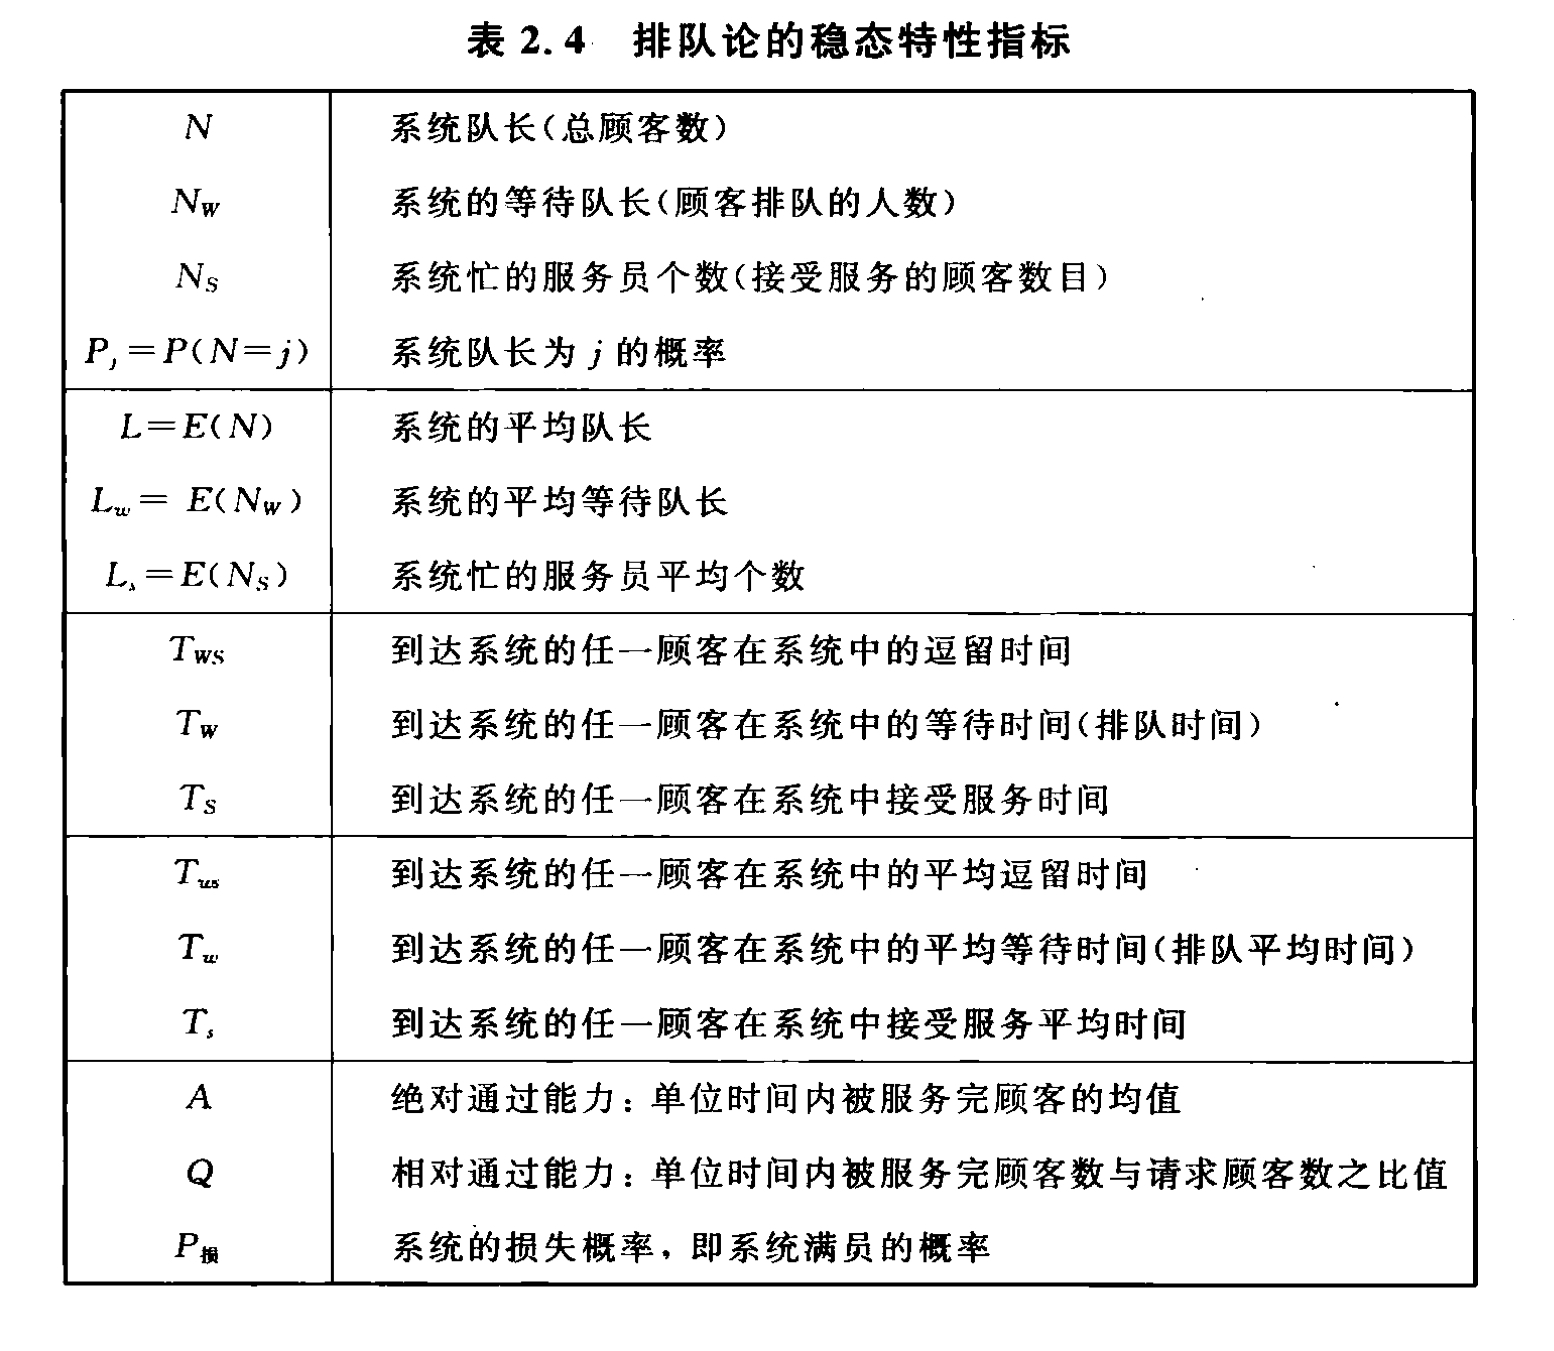 表 2.4 排队论的稳态特性指标
N 系统队长(总顾客数)
N_W 系统的等待队长(顾客排队的人数)
N_S 系统忙的服务员个数(接受服务的顾客数目)
P_j=P(N=j) 系统队长为 j 的概率
L=E(N) 系统的平均队长
L_w= E(N_W) 系统的平均等待队长
L_s=E(N_S) 系统忙的服务员平均个数
T_WS 到达系统的任一顾客在系统中的逗留时间
T_W 到达系统的任一顾客在系统中的等待时间(排队时间)
T_S 到达系统的任一顾客在系统中接受服务时间
T_ws 到达系统的任一顾客在系统中的平均逗留时间
T_w 到达系统的任一顾客在系统中的平均等待时间(排队平均时间)
T_s 到达系统的任一顾客在系统中接受服务平均时间
A 绝对通过能力: 单位时间内被服务完顾客的均值
Q 相对通过能力: 单位时间内被服务完顾客数与请求顾客数之比值
P_损 系统的损失概率, 即系统满员的概率